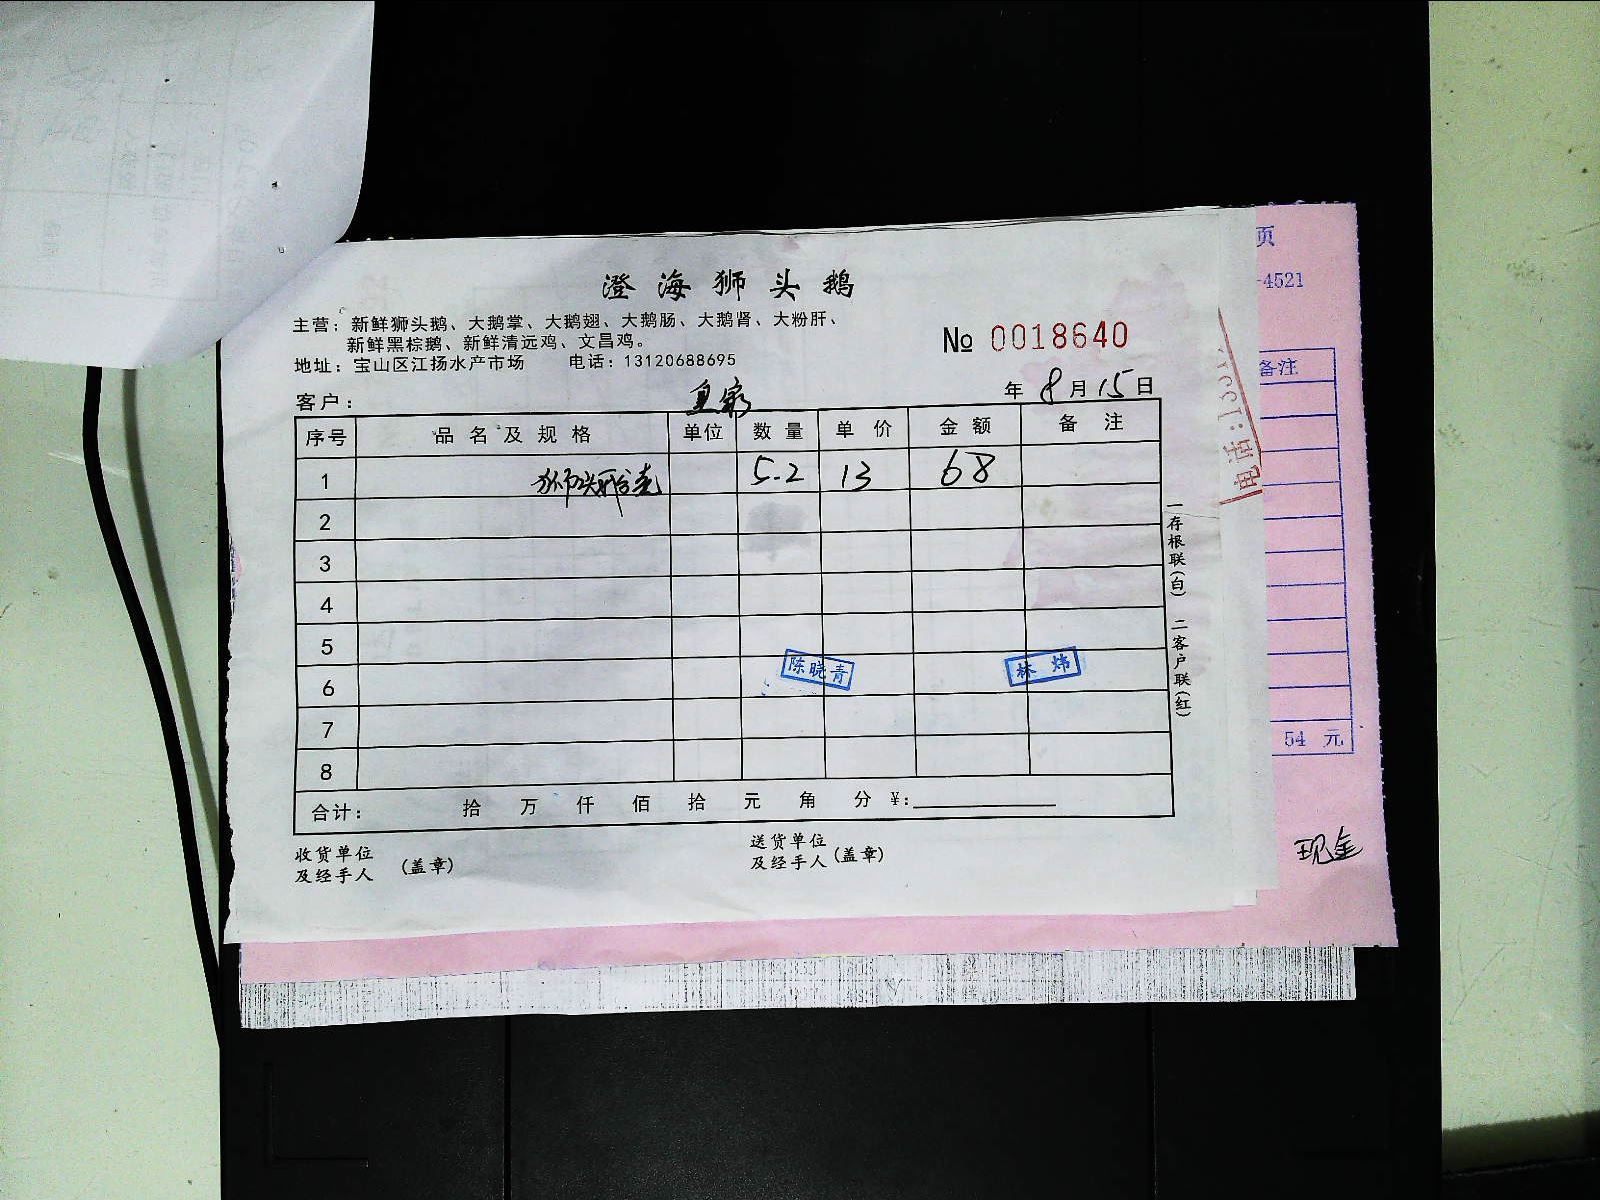 澄海狮头鹅
主营：新鲜狮头鹅、大鹅掌、大鹅翅、大鹅肠、大鹅肾、大粉肝、
新鲜黑棕鹅、新鲜清远鸡、文昌鸡。
地址：宝山区江扬水产市场 电话：13120688695
№ 0018640
客户： 皇家 年 8 月 15 日
序号 品名及规格 单位 数量 单价 金额 备注
1 5.2 13 68
2
3
4
5
6
7
8
陈晓青 林炜
合计： 拾 万 仟 佰 拾 元 角 分 ¥：
收货单位
及经手人 （盖章）
送货单位
及经手人（盖章）
一存根联（白） 二客户联（红）
页
-4521
备注
电话：
54 元
现金